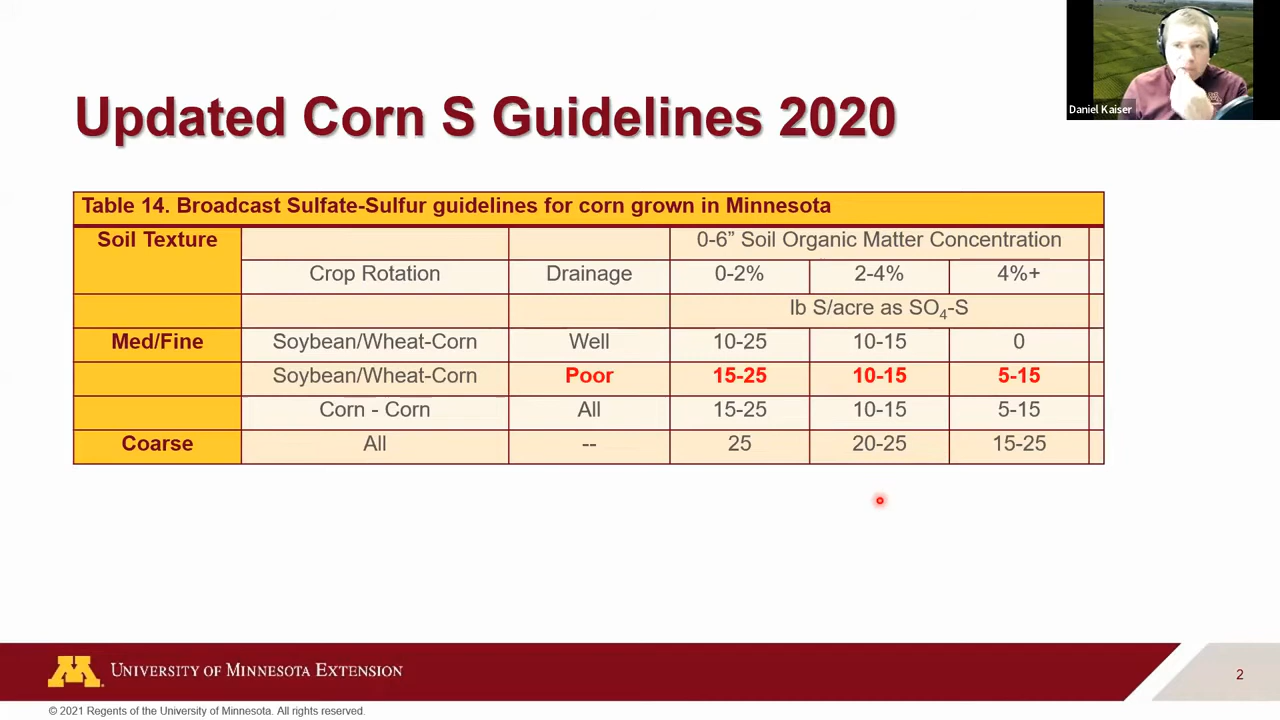 Daniel Kaiser
Updated Corn S Guidelines 2020
Table 14. Broadcast Sulfate-Sulfur guidelines for corn grown in Minnesota
Soil Texture 0-6” Soil Organic Matter Concentration
Crop Rotation Drainage 0-2% 2-4% 4%+
lb S/acre as SO4-S
Med/Fine Soybean/Wheat-Corn Well 10-25 10-15 0
Soybean/Wheat-Corn Poor 15-25 10-15 5-15
Corn - Corn All 15-25 10-15 5-15
Coarse All -- 25 20-25 15-25
M UNIVERSITY OF MINNESOTA EXTENSION
2
© 2021 Regents of the University of Minnesota. All rights reserved.